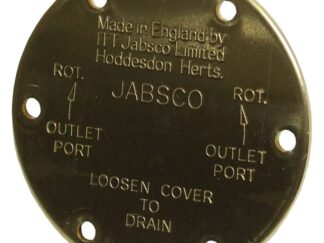 Made in England by
ITT Jabsco Limited
Hoddesdon Herts.
ROT. ROT.
JABSCO
OUTLET OUTLET
PORT PORT
LOOSEN COVER
TO
DRAIN